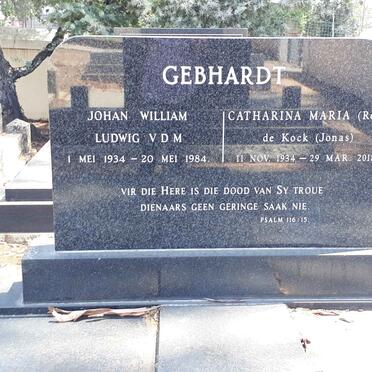 GEBHARDT
JOHAN WILLIAM
LUDWIG V D M
1 MEI 1934 – 20 MEI 1984
CATHARINA MARIA
de Kock (Jonas)
11 NOV. 1934 – 29 MAR.
VIR DIE HERE IS DIE DOOD VAN SY TROUE
DIENAARS GEEN GERINGE SAAK NIE.
PSALM 116:15.